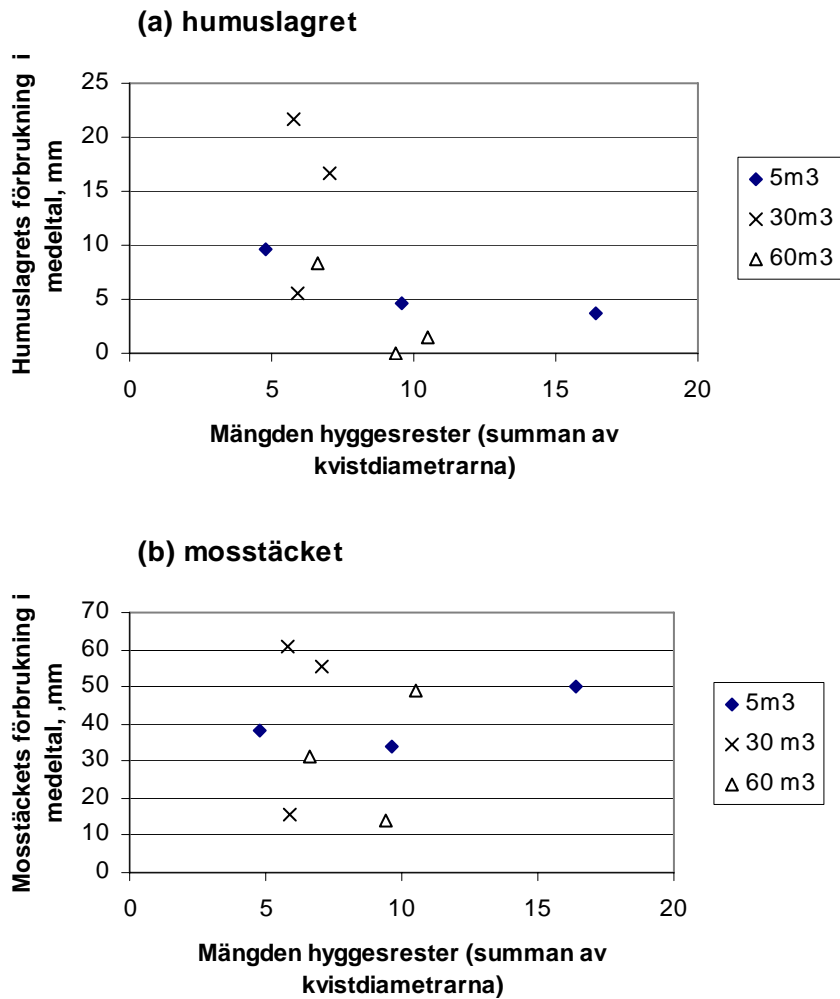 (a) humuslagret
Humuslagrets förbrukning i
medeltal, mm
25
20
15
10
5
0
0 5 10 15 20
Mängden hyggesrester (summan av
kvistdiametrarna)
5m3
30m3
60m3
(b) mosstäcket
Mosstäckets förbrukning i
medeltal, ,mm
70
60
50
40
30
20
10
0
0 5 10 15 20
Mängden hyggesrester (summan av
kvistdiametrarna)
5m3
30 m3
60 m3